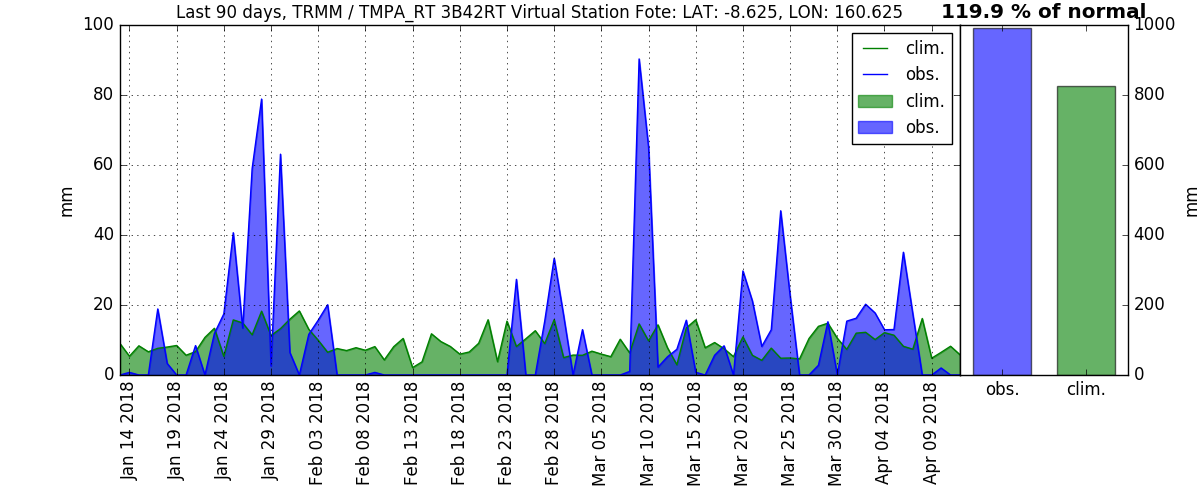 Last 90 days, TRMM / TMPA_RT 3B42RT Virtual Station Fote: LAT: -8.625, LON: 160.625
119.9 % of normal
100
80
60
40
20
0
mm
clim.
obs.
clim.
obs.
1000
800
600
400
200
0
mm
obs.
clim.
Jan 14 2018
Jan 19 2018
Jan 24 2018
Jan 29 2018
Feb 03 2018
Feb 08 2018
Feb 13 2018
Feb 18 2018
Feb 23 2018
Feb 28 2018
Mar 05 2018
Mar 10 2018
Mar 15 2018
Mar 20 2018
Mar 25 2018
Mar 30 2018
Apr 04 2018
Apr 09 2018